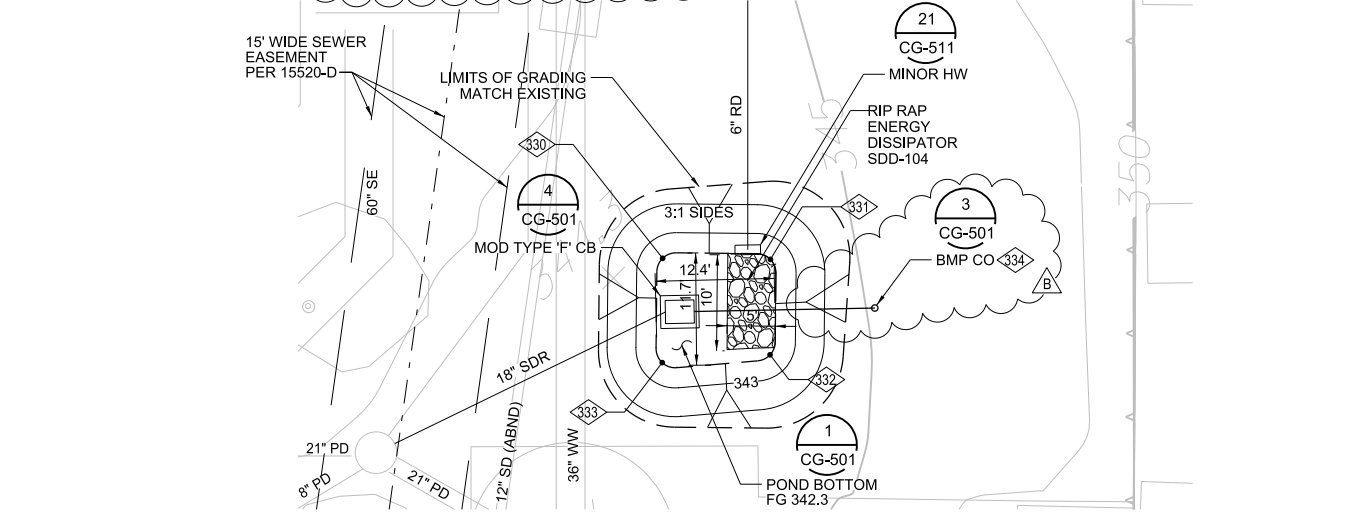 15' WIDE SEWER
EASEMENT
PER 15520-D
LIMITS OF GRADING
MATCH EXISTING
6" RD
21
CG-511
MINOR HW
RIP RAP
ENERGY
DISSIPATOR
SDD-104
345
350
330
4
CG-501
MOD TYPE 'F' CB
60" SE
3:1 SIDES
331
3
CG-501
BMP CO
334
B
12.4'
11.7'
10'
5'
18" SDR
343
332
333
1
CG-501
POND BOTTOM
FG 342.3
21" PD
8" PD
21" PD
12" SD (ABND)
36" WW